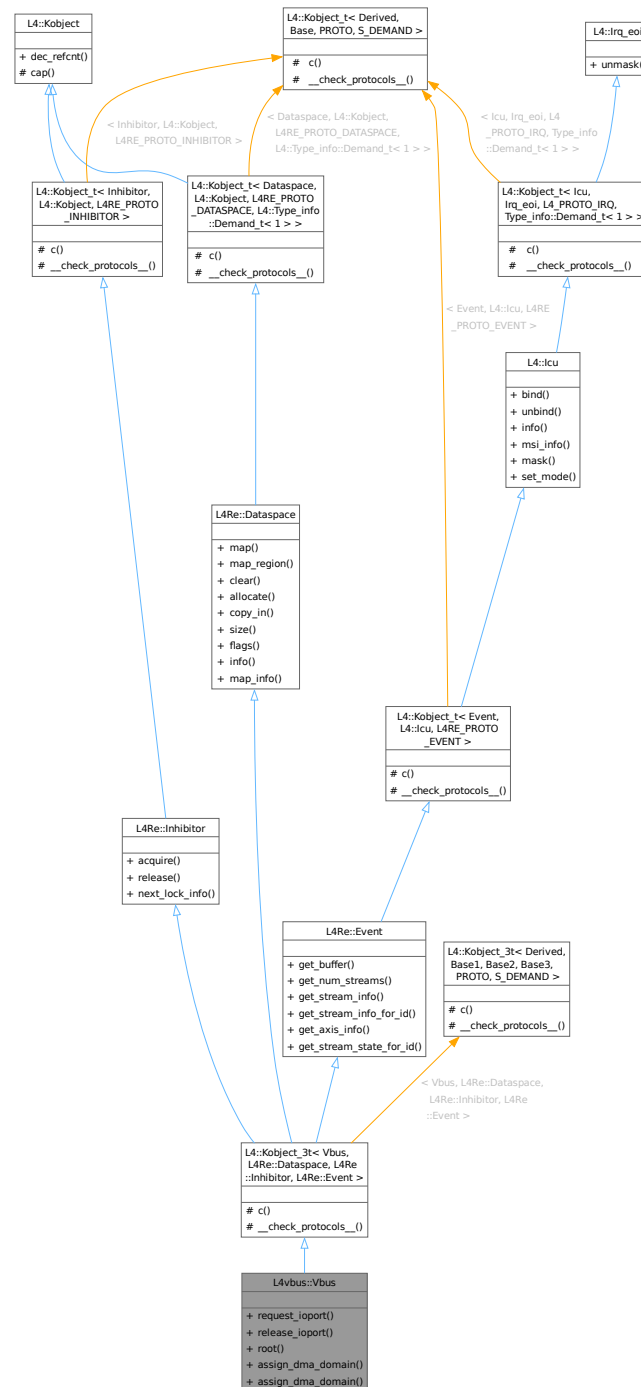 L4::Kobject
+ dec_refcnt()
# cap()
L4::Kobject_t< Derived,
Base, PROTO, S_DEMAND >
# c()
# __check_protocols__()
L4::Irq_eoi
+ unmask()
< Inhibitor, L4::Kobject,
L4RE_PROTO_INHIBITOR >
< Dataspace, L4::Kobject,
L4RE_PROTO_DATASPACE,
L4::Type_info::Demand_t< 1 > >
< Icu, Irq_eoi, L4
_PROTO_IRQ, Type_info
::Demand_t< 1 > >
L4::Kobject_t< Inhibitor,
L4::Kobject, L4RE_PROTO
_INHIBITOR >
# c()
# __check_protocols__()
L4::Kobject_t< Dataspace,
L4::Kobject, L4RE_PROTO
_DATASPACE, L4::Type_info
::Demand_t< 1 > >
# c()
# __check_protocols__()
L4::Kobject_t< Icu,
Irq_eoi, L4_PROTO_IRQ,
Type_info::Demand_t< 1 > >
# c()
# __check_protocols__()
< Event, L4::Icu, L4RE
_PROTO_EVENT >
L4::Icu
+ bind()
+ unbind()
+ info()
+ msi_info()
+ mask()
+ set_mode()
L4Re::Dataspace
+ map()
+ map_region()
+ clear()
+ allocate()
+ copy_in()
+ size()
+ flags()
+ info()
+ map_info()
L4::Kobject_t< Event,
L4::Icu, L4RE_PROTO
_EVENT >
# c()
# __check_protocols__()
L4Re::Inhibitor
+ acquire()
+ release()
+ next_lock_info()
L4Re::Event
+ get_buffer()
+ get_num_streams()
+ get_stream_info()
+ get_stream_info_for_id()
+ get_axis_info()
+ get_stream_state_for_id()
L4::Kobject_3t< Derived,
Base1, Base2, Base3,
PROTO, S_DEMAND >
# c()
# __check_protocols__()
< Vbus, L4Re::Dataspace,
L4Re::Inhibitor, L4Re
::Event >
L4::Kobject_3t< Vbus,
L4Re::Dataspace, L4Re
::Inhibitor, L4Re::Event >
# c()
# __check_protocols__()
L4vbus::Vbus
+ request_ioport()
+ release_ioport()
+ root()
+ assign_dma_domain()
+ assign_dma_domain()